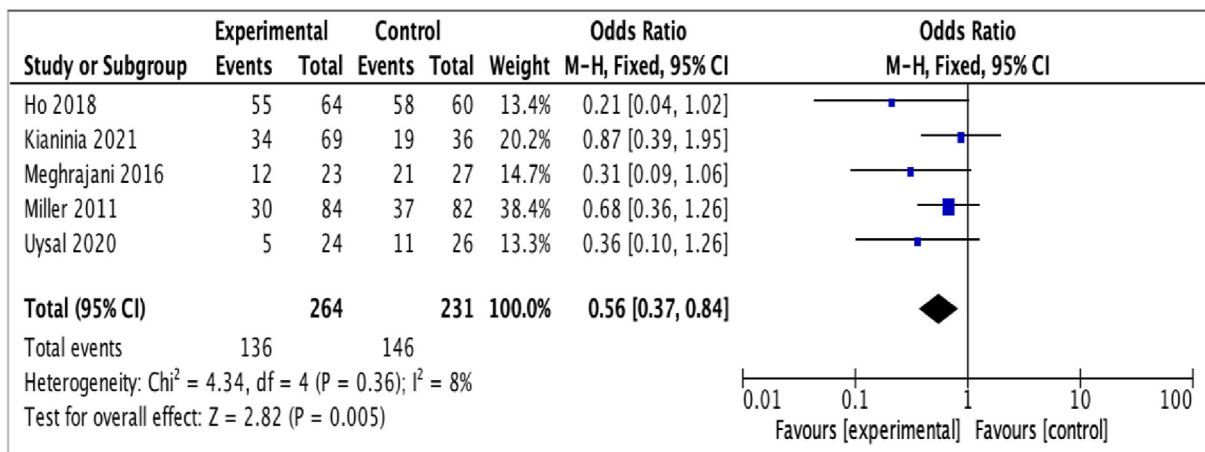 Experimental Control Odds Ratio Odds Ratio
Study or Subgroup Events Total Events Total Weight M-H, Fixed, 95% CI M-H, Fixed, 95% CI
Ho 2018 55 64 58 60 13.4% 0.21 [0.04, 1.02]
Kianinia 2021 34 69 19 36 20.2% 0.87 [0.39, 1.95]
Meghrajani 2016 12 23 21 27 14.7% 0.31 [0.09, 1.06]
Miller 2011 30 84 37 82 38.4% 0.68 [0.36, 1.26]
Uysal 2020 5 24 11 26 13.3% 0.36 [0.10, 1.26]
Total (95% CI) 264 231 100.0% 0.56 [0.37, 0.84]
Total events 136 146
Heterogeneity: Chi² = 4.34, df = 4 (P = 0.36); I² = 8%
Test for overall effect: Z = 2.82 (P = 0.005)
0.01 0.1 1 10 100
Favours [experimental] Favours [control]